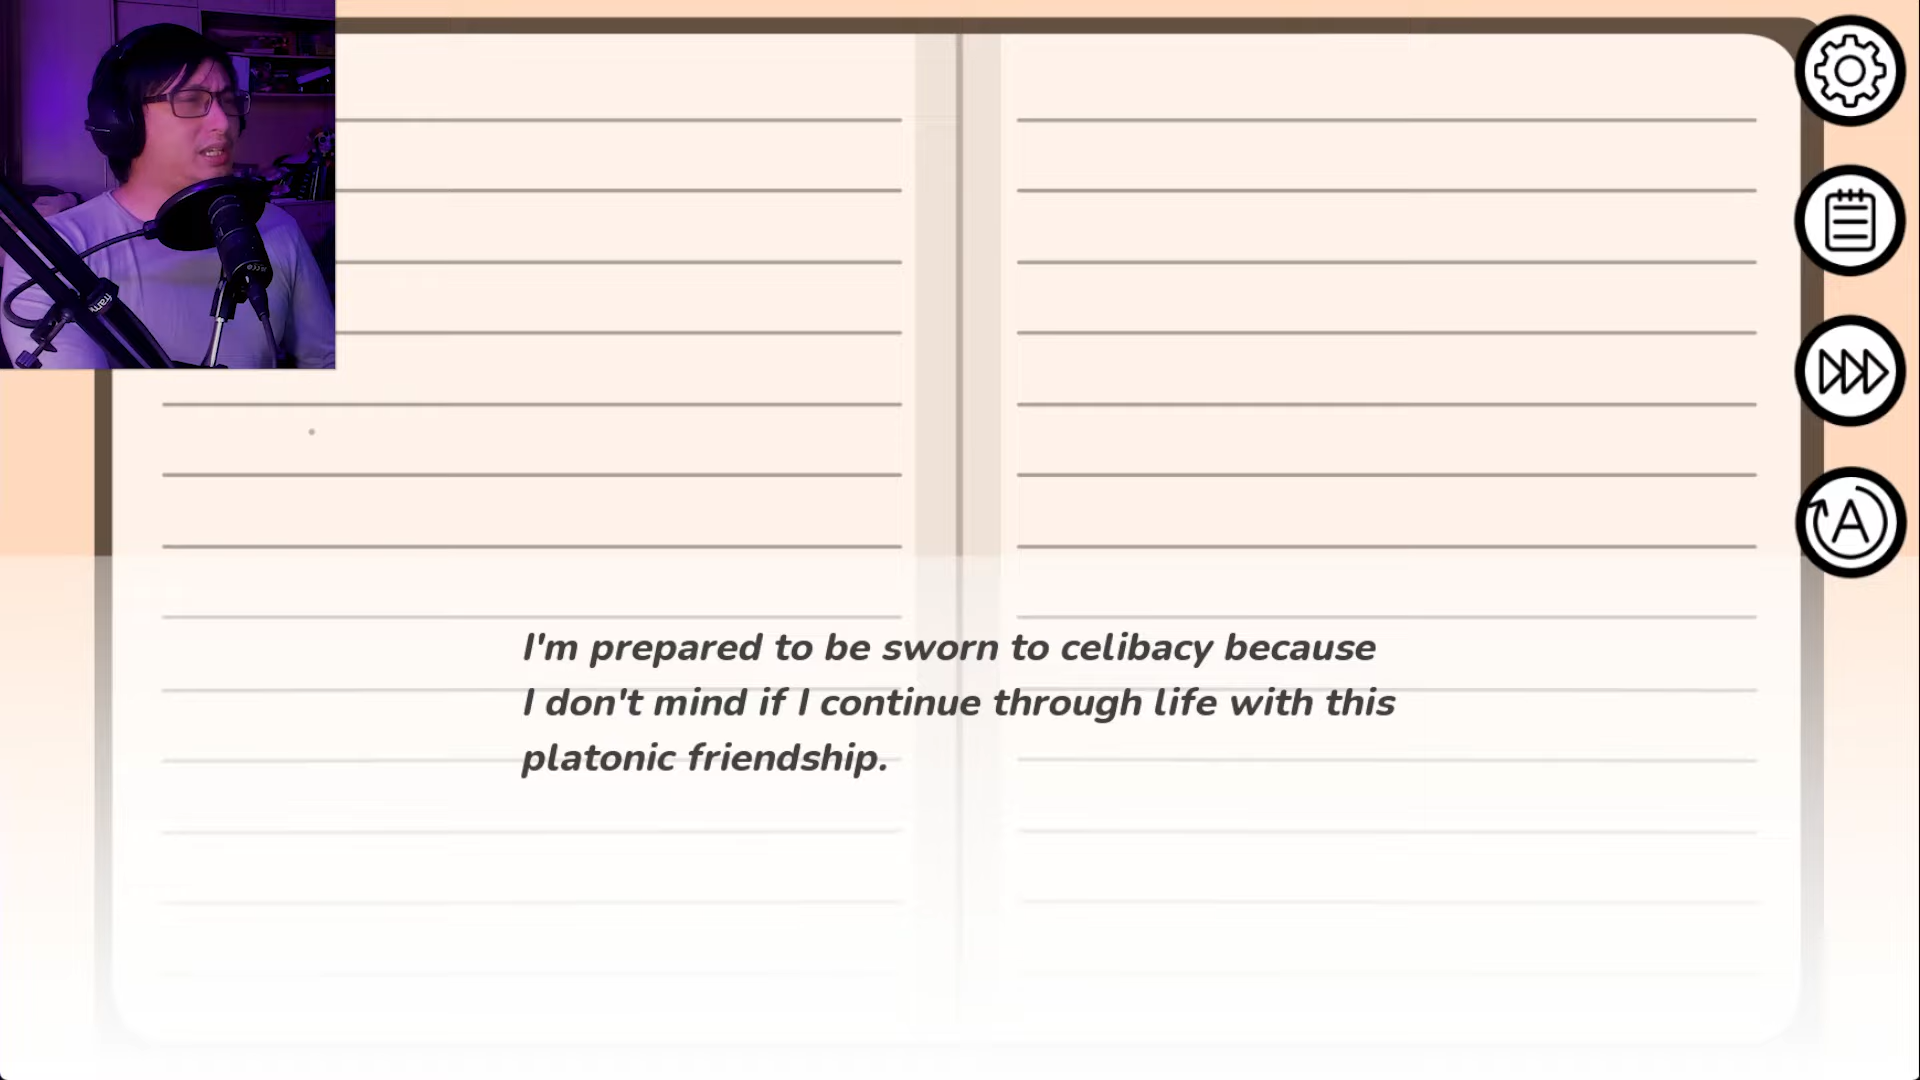 I'm prepared to be sworn to celibacy because
I don't mind if I continue through life with this
platonic friendship.
A